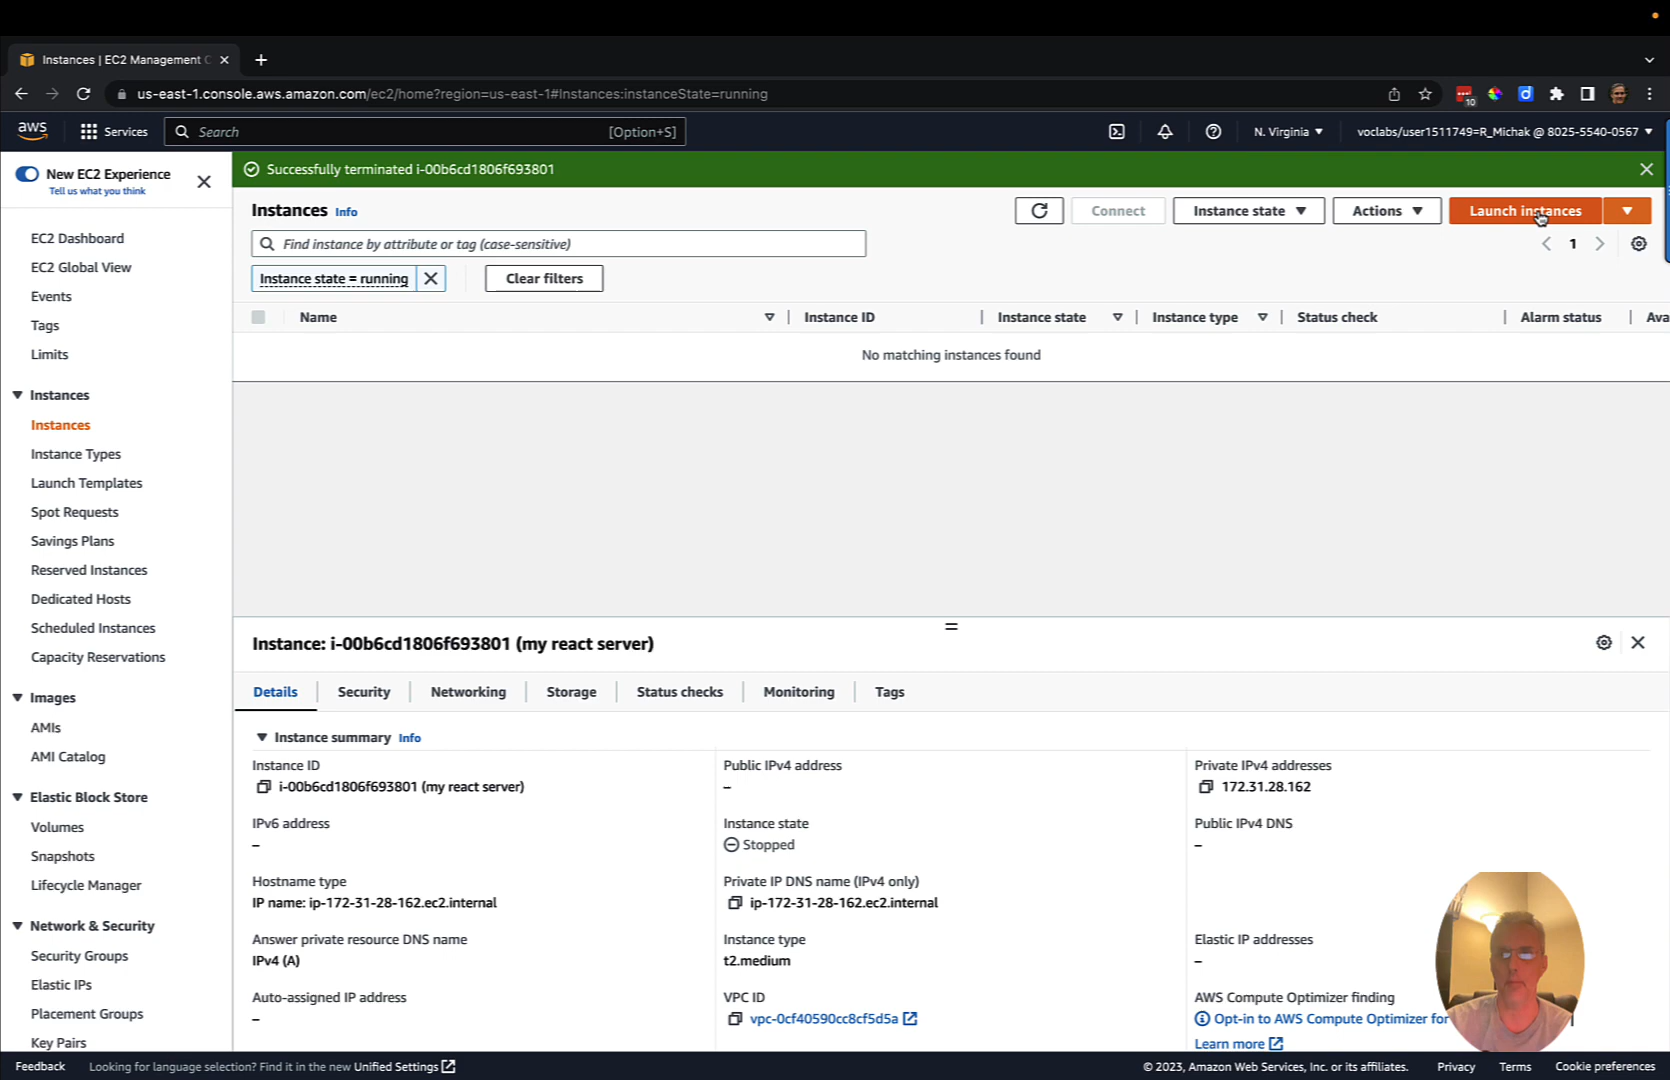 Instances | EC2 Management C
us-east-1.console.aws.amazon.com/ec2/home?region=us-east-1#Instances:instanceState=running
10
aws
Services
Search
[Option+S]
N. Virginia
voclabs/user1511749=R_Michak @ 8025-5540-0567
New EC2 Experience
Tell us what you think
EC2 Dashboard
EC2 Global View
Events
Tags
Limits
Instances
Instances
Instance Types
Launch Templates
Spot Requests
Savings Plans
Reserved Instances
Dedicated Hosts
Scheduled Instances
Capacity Reservations
Images
AMIs
AMI Catalog
Elastic Block Store
Volumes
Snapshots
Lifecycle Manager
Network & Security
Security Groups
Elastic IPs
Placement Groups
Key Pairs
Successfully terminated i-00b6cd1806f693801
Instances Info
Connect
Instance state
Actions
Launch instances
Find instance by attribute or tag (case-sensitive)
1
Instance state = running
Clear filters
Name
Instance ID
Instance state
Instance type
Status check
Alarm status
Ava
No matching instances found
Instance: i-00b6cd1806f693801 (my react server)
Details
Security
Networking
Storage
Status checks
Monitoring
Tags
Instance summary Info
Instance ID
i-00b6cd1806f693801 (my react server)
Public IPv4 address
–
Private IPv4 addresses
172.31.28.162
IPv6 address
–
Instance state
Stopped
Public IPv4 DNS
–
Hostname type
IP name: ip-172-31-28-162.ec2.internal
Private IP DNS name (IPv4 only)
ip-172-31-28-162.ec2.internal
Answer private resource DNS name
IPv4 (A)
Instance type
t2.medium
Elastic IP addresses
–
Auto-assigned IP address
–
VPC ID
vpc-0cf40590cc8cf5d5a
AWS Compute Optimizer finding
Opt-in to AWS Compute Optimizer for
Learn more
Feedback
Looking for language selection? Find it in the new Unified Settings
© 2023, Amazon Web Services, Inc. or its affiliates.
Privacy
Terms
Cookie preferences